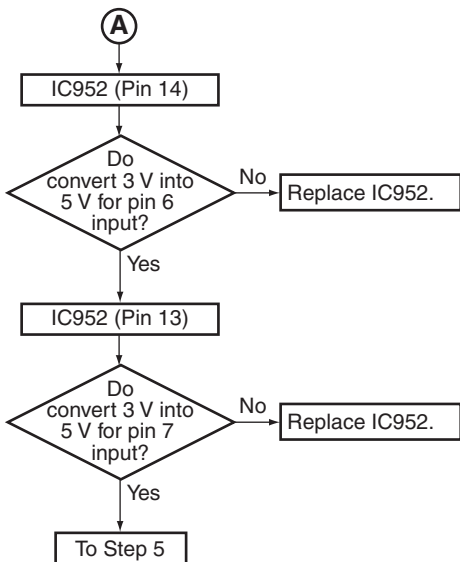 A
IC952 (Pin 14)
Do
convert 3 V into
5 V for pin 6
input?
No
Replace IC952.
Yes
IC952 (Pin 13)
Do
convert 3 V into
5 V for pin 7
input?
No
Replace IC952.
Yes
To Step 5